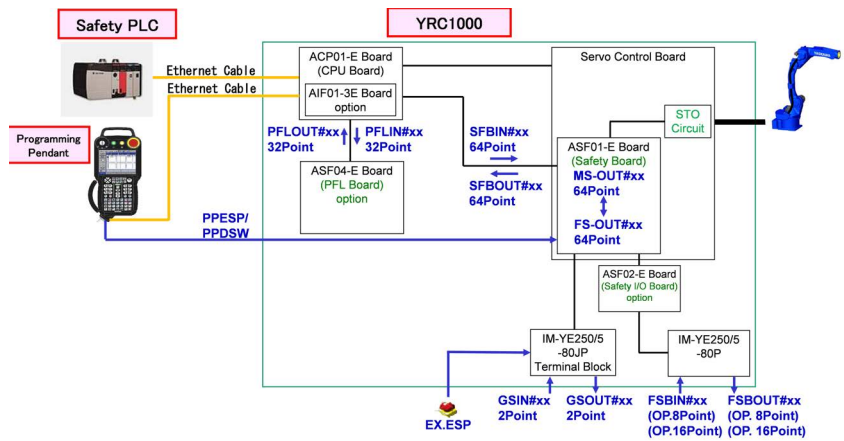 Safety PLC
YRC1000
Ethernet Cable
Ethernet Cable
ACP01-E Board
(CPU Board)
AIF01-3E Board
option
Servo Control Board
Programming
Pendant
PFLOUT#xx
32Point
PFLIN#xx
32Point
SFBIN#xx
64Point
SFBOUT#xx
64Point
STO
Circuit
ASF04-E Board
(PFL Board)
option
ASF01-E Board
(Safety Board)
MS-OUT#xx
64Point
FS-OUT#xx
64Point
PPESP/
PPDSW
ASF02-E Board
(Safety I/O Board)
option
IM-YE250/5
-80JP
Terminal Block
IM-YE250/5
-80P
EX.ESP
GSIN#xx
2Point
GSOUT#xx
2Point
FSBIN#xx
(OP.8Point)
(OP.16Point)
FSBOUT#xx
(OP. 8Point)
(OP. 16Point)